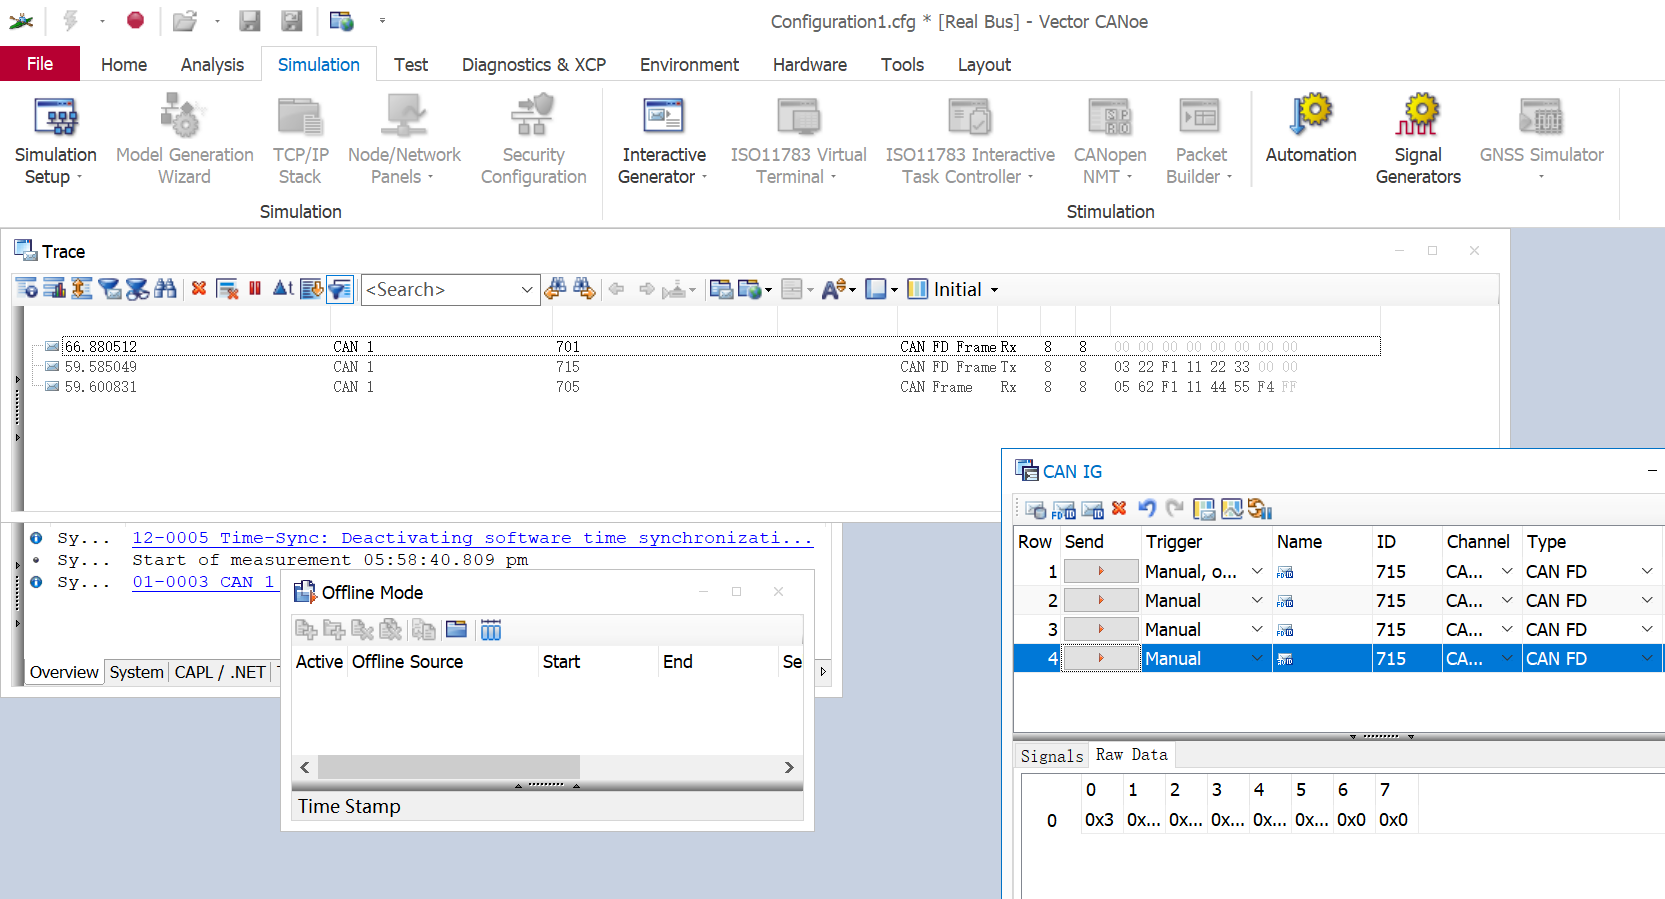 Configuration1.cfg * [Real Bus] - Vector CANoe
File Home Analysis Simulation Test Diagnostics & XCP Environment Hardware Tools Layout
Simulation Setup
Model Generation Wizard
TCP/IP Stack
Node/Network Panels
Security Configuration
Simulation
Interactive Generator
ISO11783 Virtual Terminal
ISO11783 Interactive Task Controller
CANopen NMT
Packet Builder
Stimulation
Automation
Signal Generators
GNSS Simulator
Trace
<Search>
Initial
66.880512 CAN 1 701 CAN FD Frame Rx 8 8 00 00 00 00 00 00 00 00
59.585049 CAN 1 715 CAN FD Frame Tx 8 8 03 22 F1 11 22 33 00 00
59.600831 CAN 1 705 CAN Frame Rx 8 8 05 62 F1 11 44 55 F4 FF
Sy... 12-0005 Time-Sync: Deactivating software time synchronizati...
Sy... Start of measurement 05:58:40.809 pm
Sy... 01-0003 CAN 1
Overview System CAPL / .NET
Offline Mode
Active Offline Source Start End Se
Time Stamp
CAN IG
FD
Row Send Trigger Name ID Channel Type
1 Manual, o... 715 CA... CAN FD
2 Manual 715 CA... CAN FD
3 Manual 715 CA... CAN FD
4 Manual 715 CA... CAN FD
Signals Raw Data
0 1 2 3 4 5 6 7
0 0x3 0x... 0x... 0x... 0x... 0x... 0x0 0x0